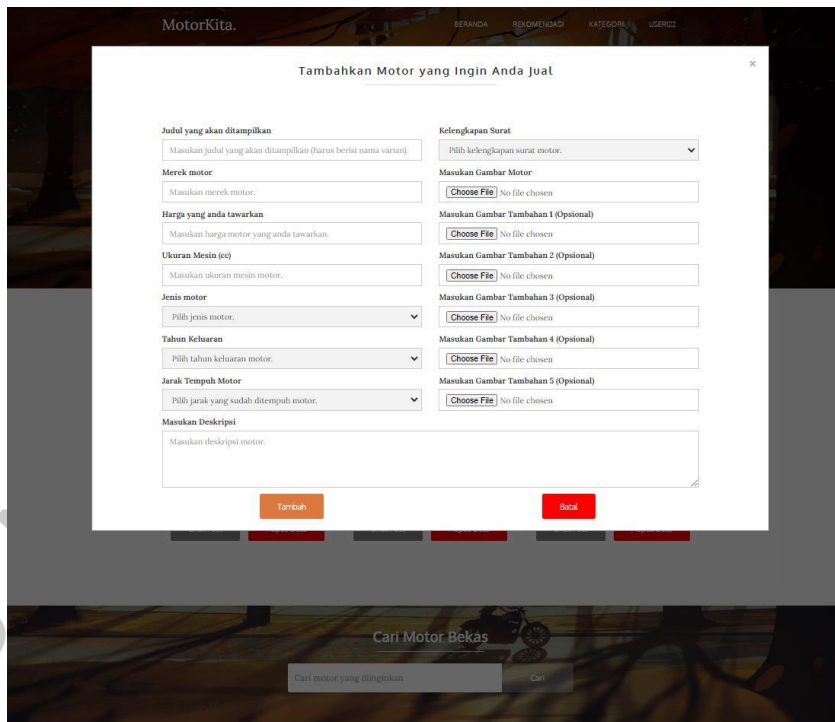 MotorKita.
BERANDA REKOMENDASI KATEGORI USERIZZ
Tambahkan Motor yang Ingin Anda Jual
×
Judul yang akan ditampilkan
Masukan judul yang akan ditampilkan (harus berisi nama varian).
Merek motor
Masukan merek motor.
Harga yang anda tawarkan
Masukan harga motor yang anda tawarkan.
Ukuran Mesin (cc)
Masukan ukuran mesin motor.
Jenis motor
Pilih jenis motor.
Tahun Keluaran
Pilih tahun keluaran motor.
Jarak Tempuh Motor
Pilih jarak yang sudah ditempuh motor.
Kelengkapan Surat
Pilih kelengkapan surat motor.
Masukan Gambar Motor
Choose File No file chosen
Masukan Gambar Tambahan 1 (Opsional)
Choose File No file chosen
Masukan Gambar Tambahan 2 (Opsional)
Choose File No file chosen
Masukan Gambar Tambahan 3 (Opsional)
Choose File No file chosen
Masukan Gambar Tambahan 4 (Opsional)
Choose File No file chosen
Masukan Gambar Tambahan 5 (Opsional)
Choose File No file chosen
Masukan Deskripsi
Masukan deskripsi motor.
Tambah
Batal
Cari Motor Bekas
Cari motor yang diinginkan
Cari